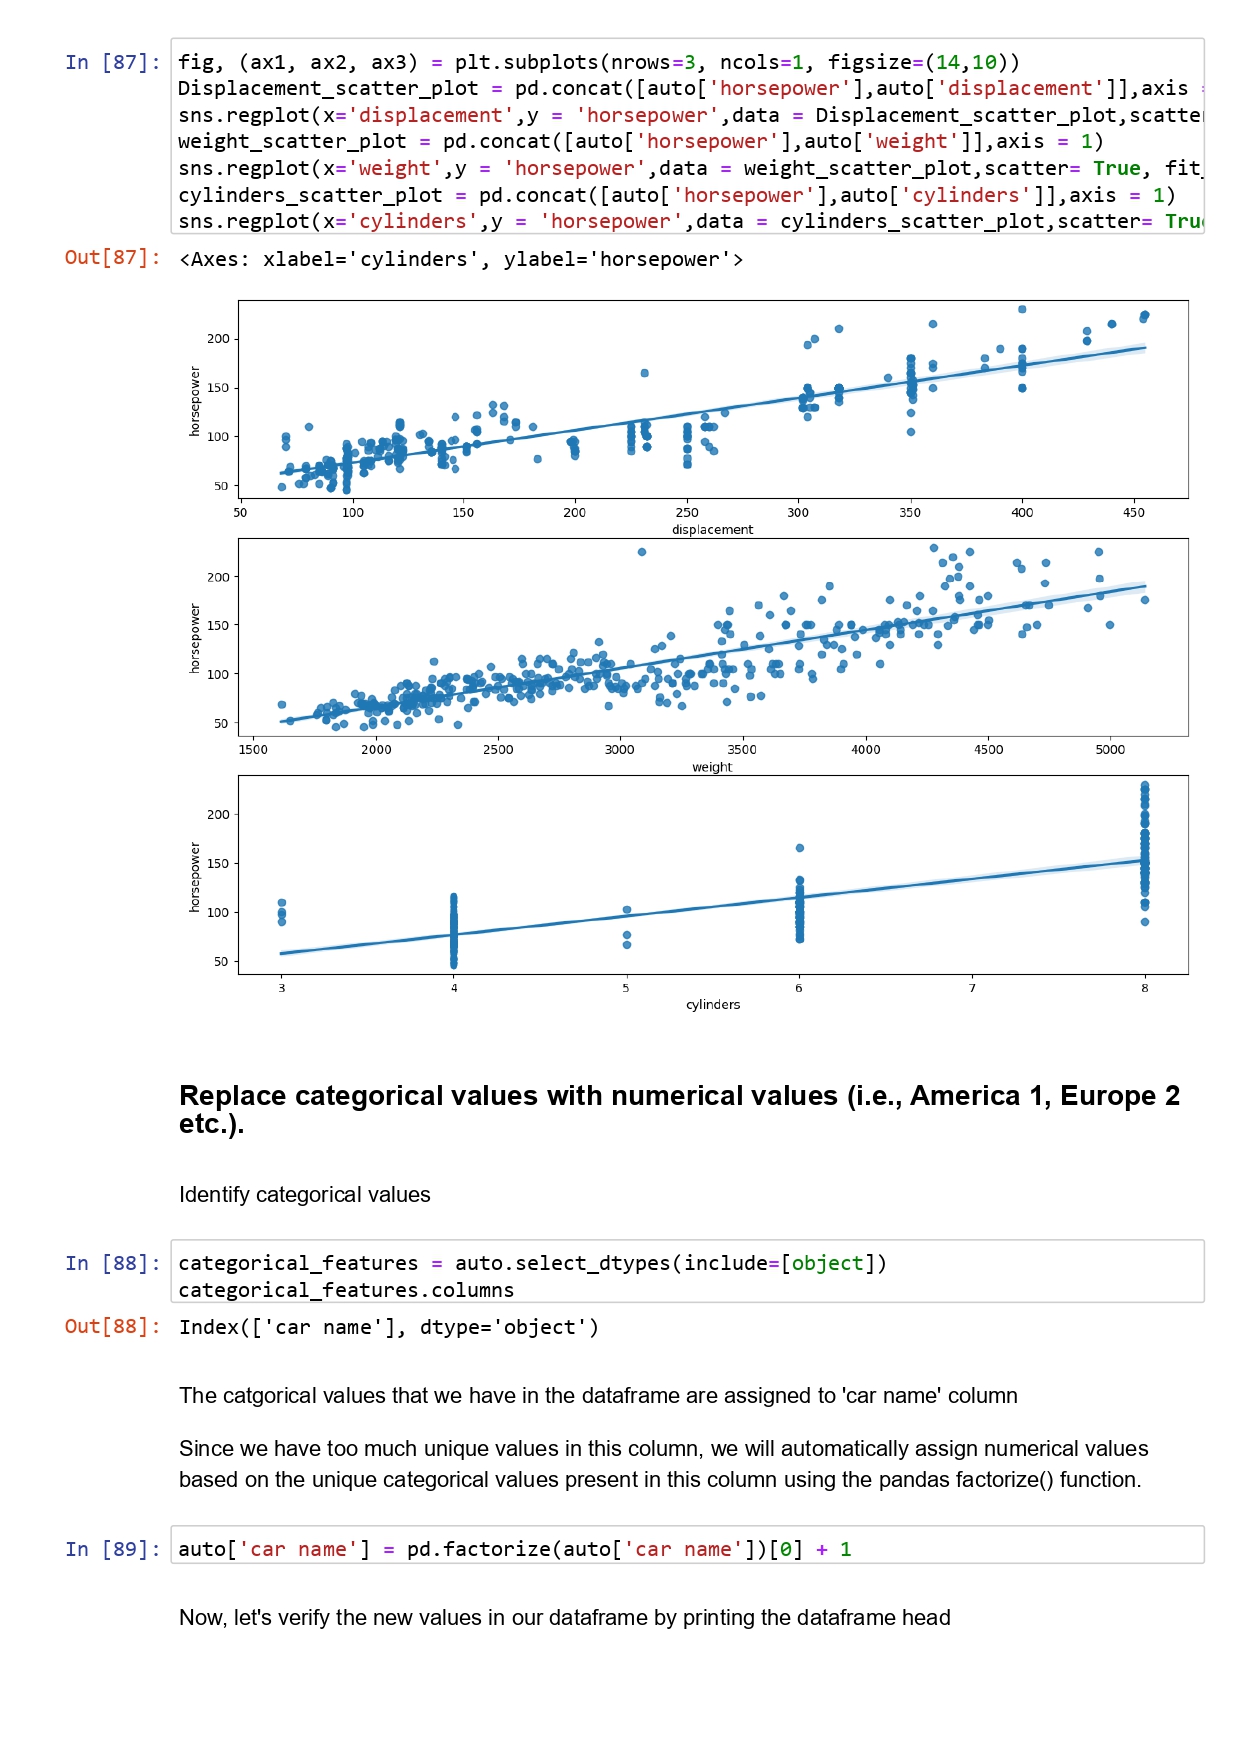 In [87]: fig, (ax1, ax2, ax3) = plt.subplots(nrows=3, ncols=1, figsize=(14,10))
Displacement_scatter_plot = pd.concat([auto['horsepower'],auto['displacement']],axis =
sns.regplot(x='displacement',y = 'horsepower',data = Displacement_scatter_plot,scatter
weight_scatter_plot = pd.concat([auto['horsepower'],auto['weight']],axis = 1)
sns.regplot(x='weight',y = 'horsepower',data = weight_scatter_plot,scatter= True, fit_
cylinders_scatter_plot = pd.concat([auto['horsepower'],auto['cylinders']],axis = 1)
sns.regplot(x='cylinders',y = 'horsepower',data = cylinders_scatter_plot,scatter= True
Out[87]: <Axes: xlabel='cylinders', ylabel='horsepower'>
200
150
100
50
horsepower
50 100 150 200 250 300 350 400 450
displacement
200
150
100
50
horsepower
1500 2000 2500 3000 3500 4000 4500 5000
weight
200
150
100
50
horsepower
3 4 5 6 7 8
cylinders
Replace categorical values with numerical values (i.e., America 1, Europe 2
etc.).
Identify categorical values
In [88]: categorical_features = auto.select_dtypes(include=[object])
categorical_features.columns
Out[88]: Index(['car name'], dtype='object')
The catgorical values that we have in the dataframe are assigned to 'car name' column
Since we have too much unique values in this column, we will automatically assign numerical values
based on the unique categorical values present in this column using the pandas factorize() function.
In [89]: auto['car name'] = pd.factorize(auto['car name'])[0] + 1
Now, let's verify the new values in our dataframe by printing the dataframe head